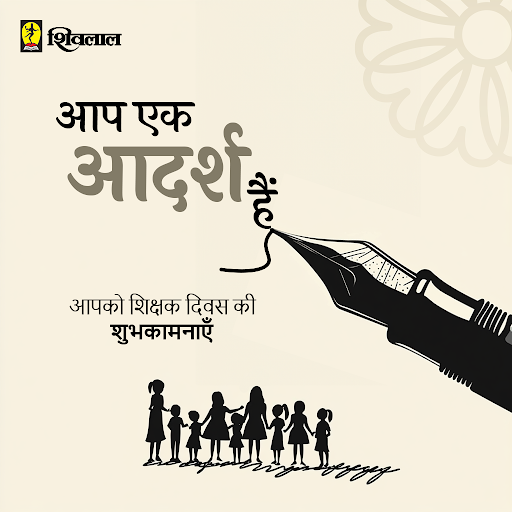 शिवलाल
आप एक
आदर्श
हैं
आपको शिक्षक दिवस की
शुभकामनाएँ